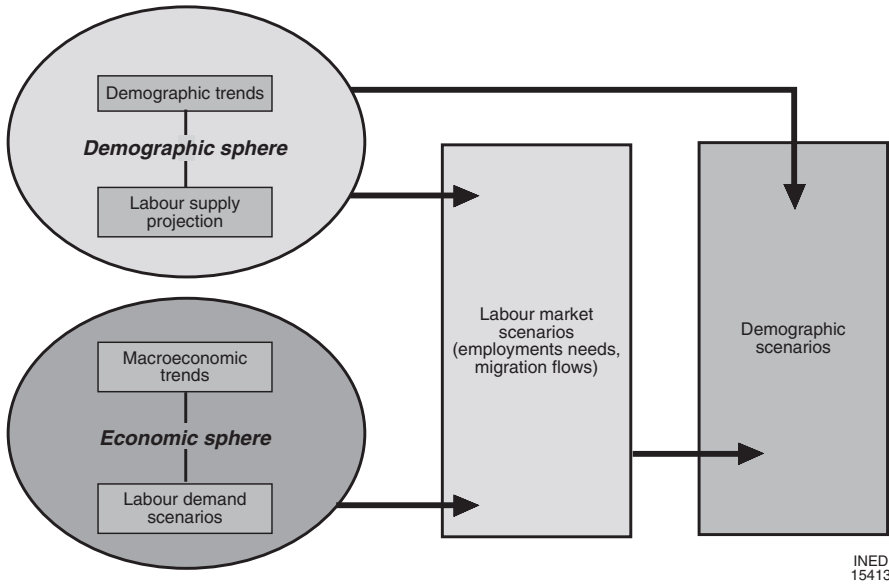 Demographic trends
Demographic sphere
Labour supply
projection
Macroeconomic
trends
Economic sphere
Labour demand
scenarios
Labour market
scenarios
(employments needs,
migration flows)
Demographic
scenarios
INED
15413